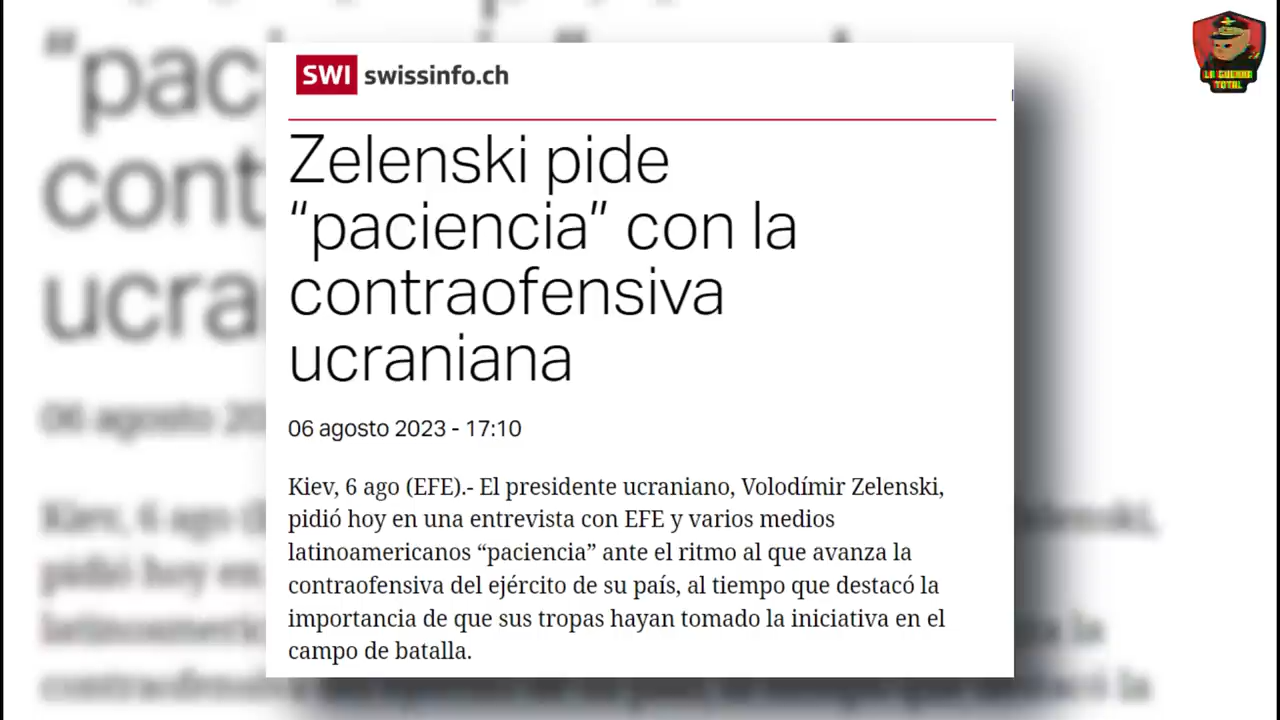 SWI swissinfo.ch
LA GUERRA
TOTAL
Zelenski pide
“paciencia” con la
contraofensiva
ucraniana
06 agosto 2023 - 17:10
Kiev, 6 ago (EFE).- El presidente ucraniano, Volodímir Zelenski,
pidió hoy en una entrevista con EFE y varios medios
latinoamericanos “paciencia” ante el ritmo al que avanza la
contraofensiva del ejército de su país, al tiempo que destacó la
importancia de que sus tropas hayan tomado la iniciativa en el
campo de batalla.